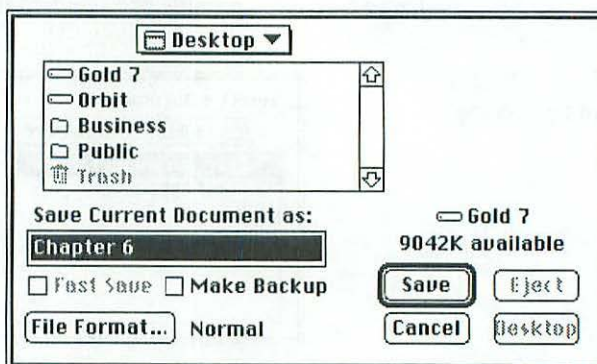 Desktop
Gold 7
Orbit
Business
Public
Trash
Save Current Document as:
Gold 7
Chapter 6
9042K available
Fast Save
Make Backup
Save
Eject
File Format...
Normal
Cancel
Desktop